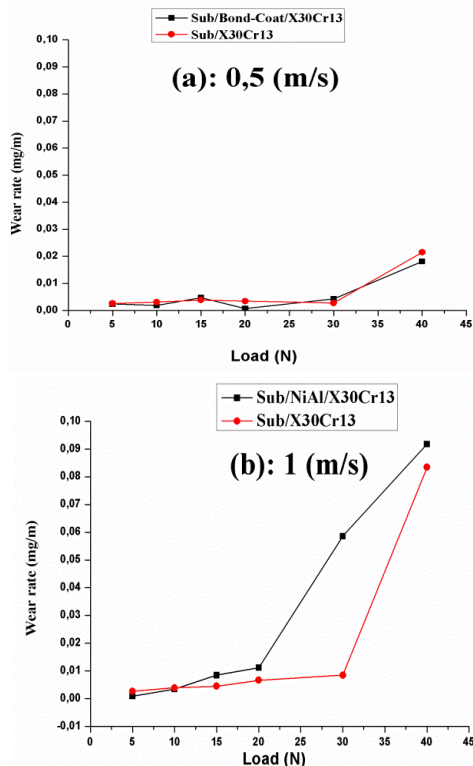 Sub/Bond-Coat/X30Cr13
Sub/X30Cr13
(a): 0,5 (m/s)
Wear rate (mg/m)
0,10
0,09
0,08
0,07
0,06
0,05
0,04
0,03
0,02
0,01
0,00
0 5 10 15 20 25 30 35 40 45
Load (N)
Sub/NiAl/X30Cr13
Sub/X30Cr13
(b): 1 (m/s)
Wear rate (mg/m)
0,10
0,09
0,08
0,07
0,06
0,05
0,04
0,03
0,02
0,01
0,00
-0,01
0 5 10 15 20 25 30 35 40 45
Load (N)